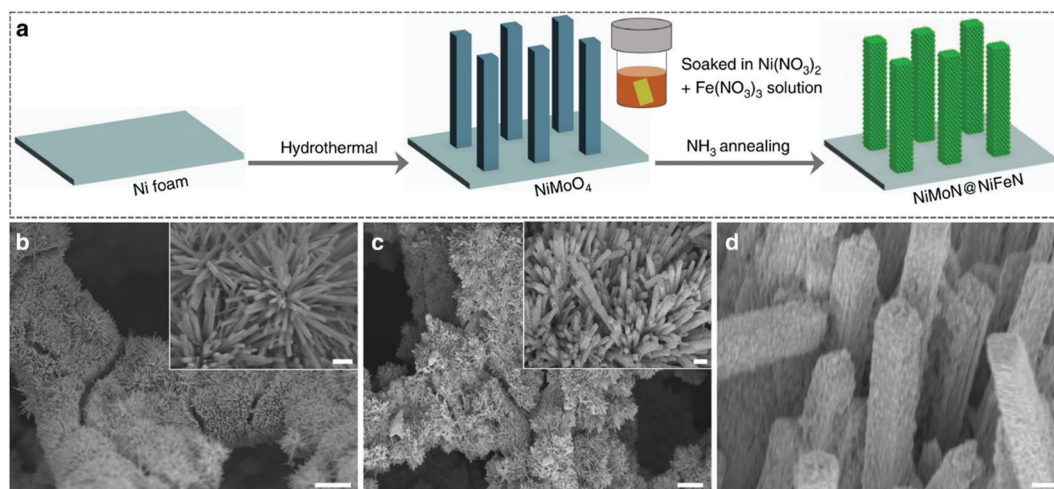 a
Soaked in Ni(NO₃)₂
+ Fe(NO₃)₃ solution
Hydrothermal
NH₃ annealing
Ni foam
NiMoO₄
NiMoN@NiFeN
b
c
d